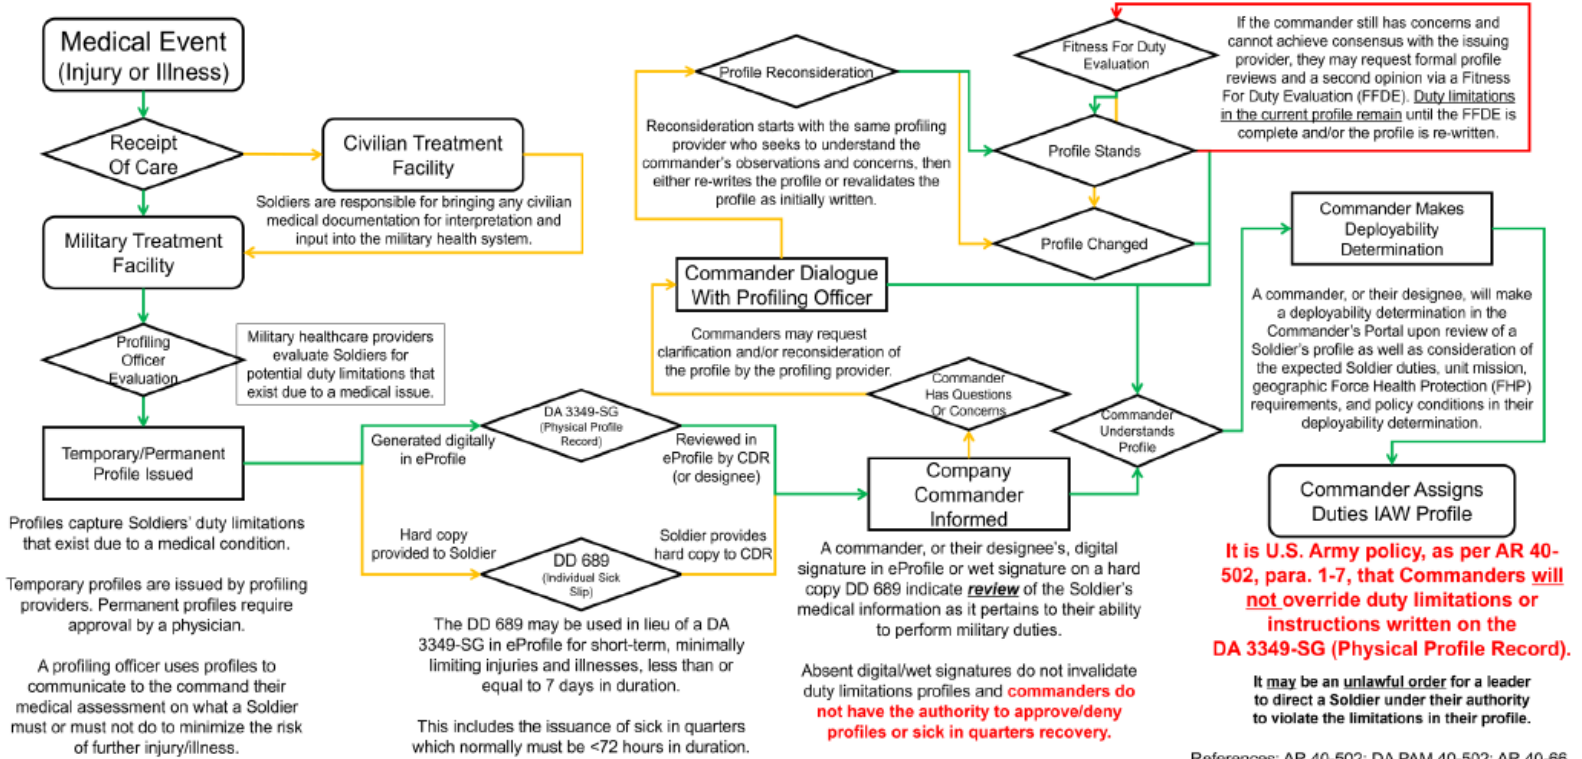 Medical Event
(Injury or Illness)
Receipt
Of Care
Civilian Treatment
Facility
Soldiers are responsible for bringing any civilian
medical documentation for interpretation and
input into the military health system.
Military Treatment
Facility
Profiling
Officer
Evaluation
Military healthcare providers
evaluate Soldiers for
potential duty limitations that
exist due to a medical issue.
Temporary/Permanent
Profile Issued
Profiles capture Soldiers' duty limitations
that exist due to a medical condition.
Temporary profiles are issued by profiling
providers. Permanent profiles require
approval by a physician.
A profiling officer uses profiles to
communicate to the command their
medical assessment on what a Soldier
must or must not do to minimize the risk
of further injury/illness.
Generated digitally
in eProfile
DA 3349-SG
(Physical Profile
Record)
Reviewed in
eProfile by CDR
(or designee)
Hard copy
provided to Soldier
DD 689
(Individual Sick
Slip)
Soldier provides
hard copy to CDR
The DD 689 may be used in lieu of a DA
3349-SG in eProfile for short-term, minimally
limiting injuries and illnesses, less than or
equal to 7 days in duration.
This includes the issuance of sick in quarters
which normally must be <72 hours in duration.
Profile Reconsideration
Reconsideration starts with the same profiling
provider who seeks to understand the
commander's observations and concerns, then
either re-writes the profile or revalidates the
profile as initially written.
Commander Dialogue
With Profiling Officer
Commanders may request
clarification and/or reconsideration of
the profile by the profiling provider.
Commander
Has Questions
Or Concerns
Company
Commander
Informed
A commander, or their designee's, digital
signature in eProfile or wet signature on a hard
copy DD 689 indicate review of the Soldier's
medical information as it pertains to their ability
to perform military duties.
Absent digital/wet signatures do not invalidate
duty limitations profiles and commanders do
not have the authority to approve/deny
profiles or sick in quarters recovery.
Fitness For Duty
Evaluation
Profile Stands
Profile Changed
Commander
Understands
Profile
If the commander still has concerns and
cannot achieve consensus with the issuing
provider, they may request formal profile
reviews and a second opinion via a Fitness
For Duty Evaluation (FFDE). Duty limitations
in the current profile remain until the FFDE is
complete and/or the profile is re-written.
Commander Makes
Deployability
Determination
A commander, or their designee, will make
a deployability determination in the
Commander's Portal upon review of a
Soldier's profile as well as consideration of
the expected Soldier duties, unit mission,
geographic Force Health Protection (FHP)
requirements, and policy conditions in their
deployability determination.
Commander Assigns
Duties IAW Profile
It is U.S. Army policy, as per AR 40-
502, para. 1-7, that Commanders will
not override duty limitations or
instructions written on the
DA 3349-SG (Physical Profile Record).
It may be an unlawful order for a leader
to direct a Soldier under their authority
to violate the limitations in their profile.
References: AR 40-502; DA PAM 40-502; AR 40-66